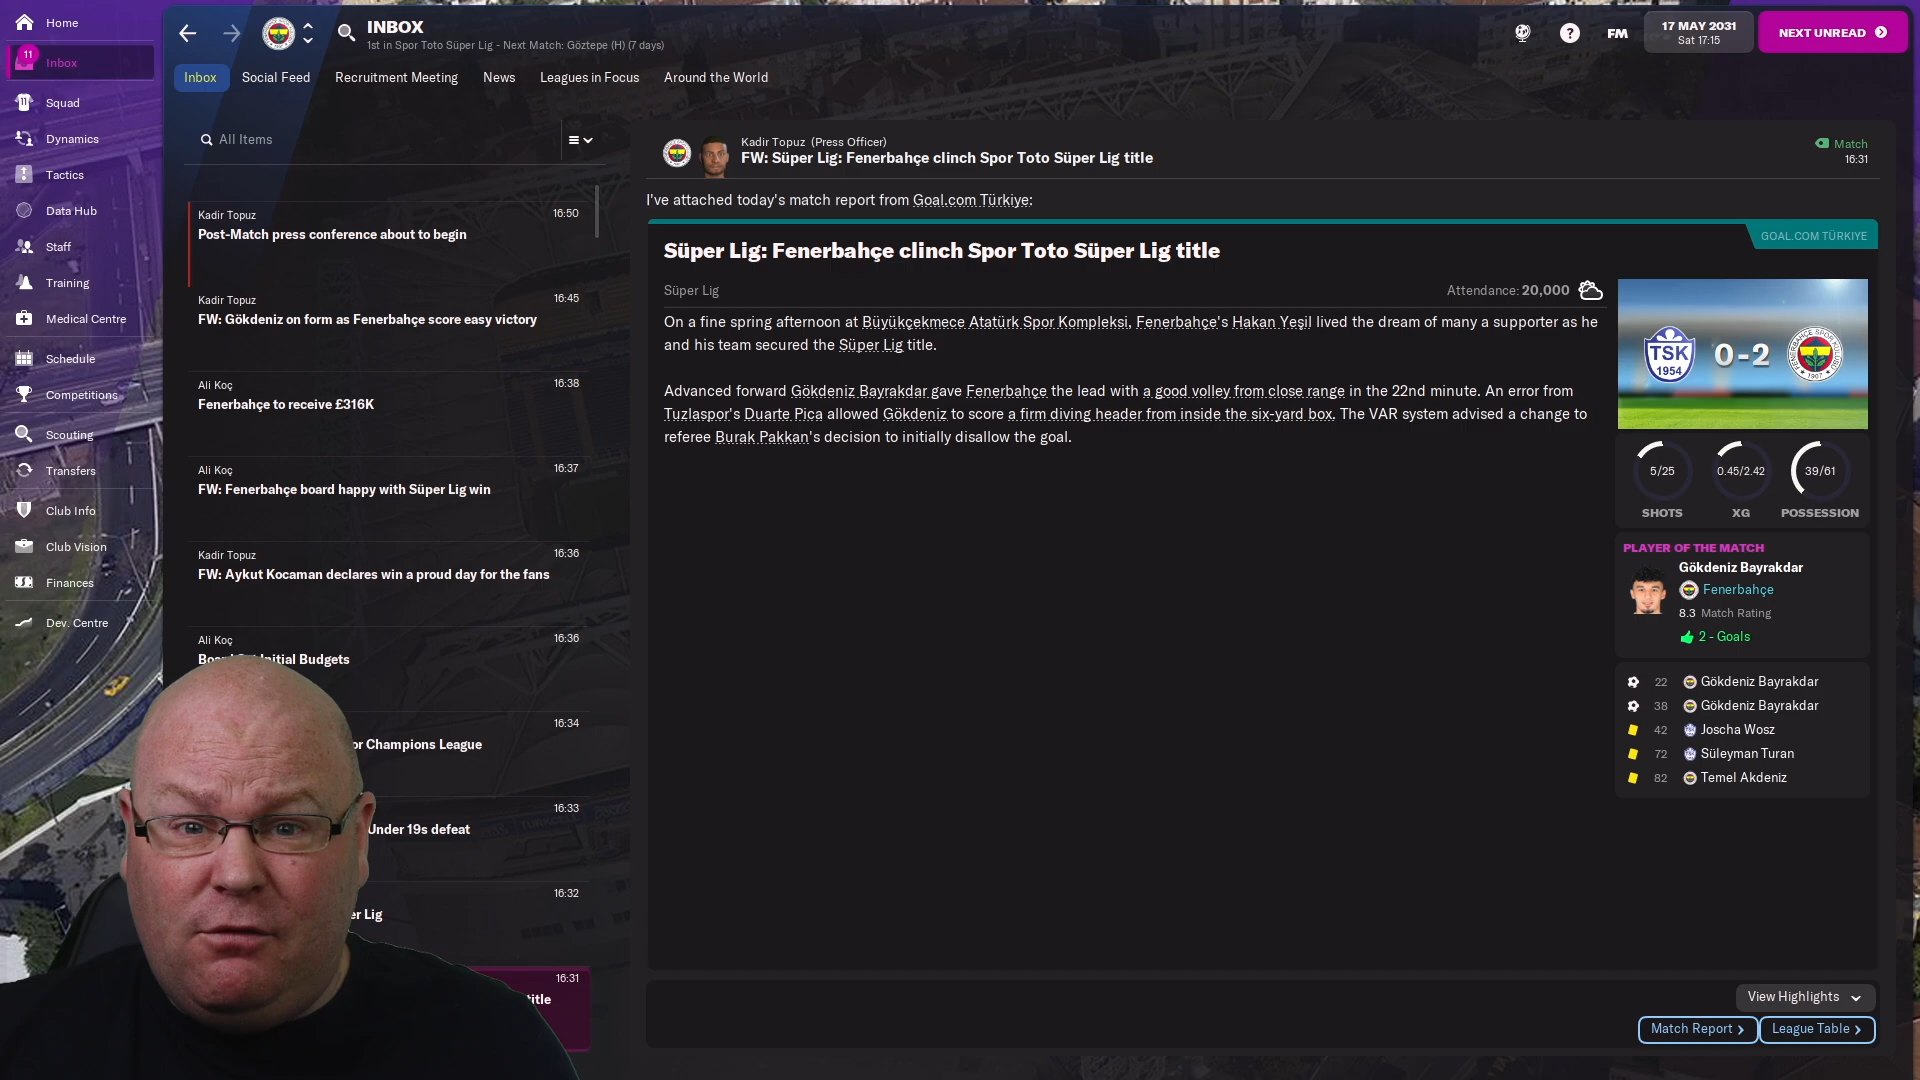 Home
11
Inbox
Squad
Dynamics
Tactics
Data Hub
Staff
Training
Medical Centre
Schedule
Competitions
Scouting
Transfers
Club Info
Club Vision
Finances
Dev. Centre
INBOX
1st in Spor Toto Süper Lig - Next Match: Göztepe (H) (7 days)
FM
17 MAY 2031
Sat 17:15
NEXT UNREAD
Inbox
Social Feed
Recruitment Meeting
News
Leagues in Focus
Around the World
All Items
Kadir Topuz
16:50
Post-Match press conference about to begin
Kadir Topuz
16:45
FW: Gökdeniz on form as Fenerbahçe score easy victory
Ali Koç
16:38
Fenerbahçe to receive £316K
Ali Koç
16:37
FW: Fenerbahçe board happy with Süper Lig win
Kadir Topuz
16:36
FW: Aykut Kocaman declares win a proud day for the fans
Ali Koç
16:36
Initial Budgets
16:34
Champions League
16:33
Under 19s defeat
16:32
Lig
16:31
title
Kadir Topuz (Press Officer)
FW: Süper Lig: Fenerbahçe clinch Spor Toto Süper Lig title
Match
16:31
I've attached today's match report from Goal.com Türkiye:
GOAL.COM TÜRKIYE
Süper Lig: Fenerbahçe clinch Spor Toto Süper Lig title
Süper Lig
Attendance: 20,000
On a fine spring afternoon at Büyükçekmece Atatürk Spor Kompleksi, Fenerbahçe's Hakan Yeşil lived the dream of many a supporter as he
and his team secured the Süper Lig title.
Advanced forward Gökdeniz Bayrakdar gave Fenerbahçe the lead with a good volley from close range in the 22nd minute. An error from
Tuzlaspor's Duarte Pica allowed Gökdeniz to score a firm diving header from inside the six-yard box. The VAR system advised a change to
referee Burak Pakkan's decision to initially disallow the goal.
TSK
1954
0-2
5/25
0.45/2.42
39/61
SHOTS
XG
POSSESSION
PLAYER OF THE MATCH
Gökdeniz Bayrakdar
Fenerbahçe
8.3 Match Rating
2 - Goals
22 Gökdeniz Bayrakdar
38 Gökdeniz Bayrakdar
42 Joscha Wosz
72 Süleyman Turan
82 Temel Akdeniz
View Highlights
Match Report
League Table